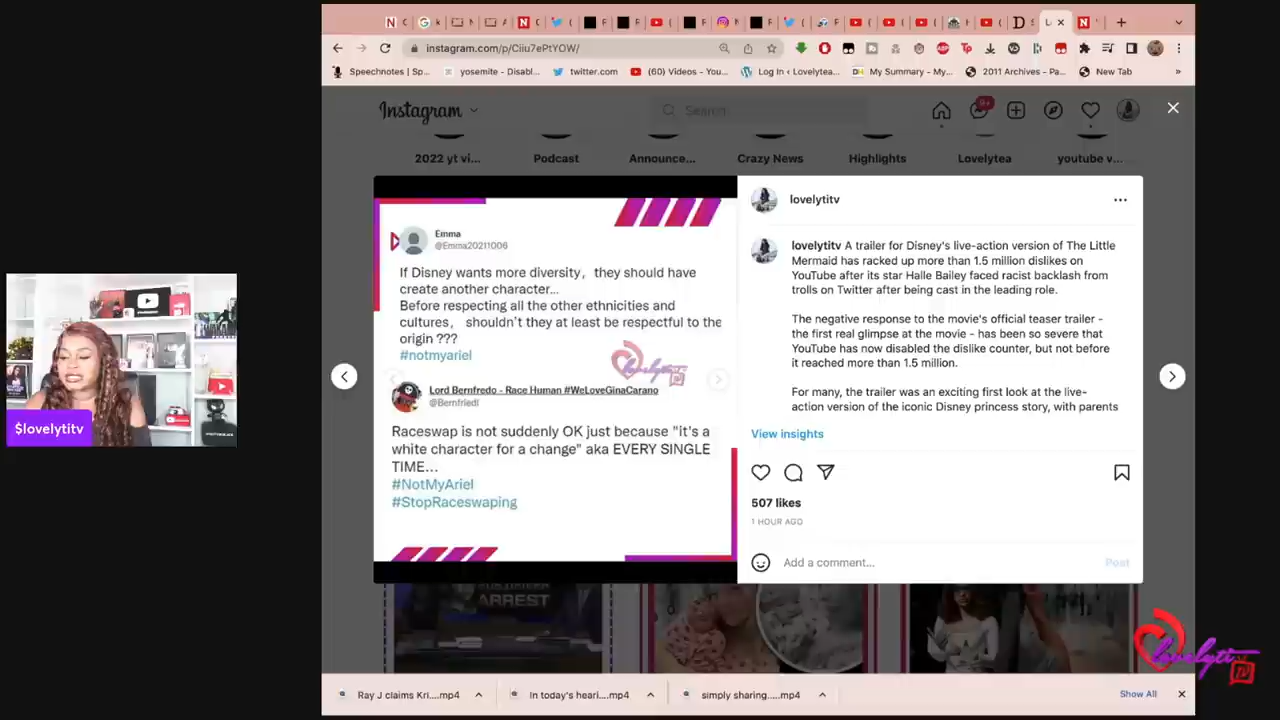 instagram.com/p/Ciiu7ePtYOW/
Speechnotes | Sp...
yosemite - Disabl...
twitter.com
(60) Videos - You...
Log In ‹ Lovelytea...
My Summary - My...
2011 Archives - Pa...
New Tab
»
Instagram
Search
9+
2022 yt vi...
Podcast
Announce...
Crazy News
Highlights
Lovelytea
youtube v...
Emma
@Emma20211006
If Disney wants more diversity, they should have
create another character...
Before respecting all the other ethnicities and
cultures, shouldn't they at least be respectful to the
origin ???
#notmyariel
Lord Bernfredo - Race Human #WeLoveGinaCarano
@Bernfriedl
Raceswap is not suddenly OK just because "it's a
white character for a change" aka EVERY SINGLE
TIME...
#NotMyAriel
#StopRaceswaping
lovelytitv
lovelytitv A trailer for Disney's live-action version of The Little
Mermaid has racked up more than 1.5 million dislikes on
YouTube after its star Halle Bailey faced racist backlash from
trolls on Twitter after being cast in the leading role.
The negative response to the movie's official teaser trailer -
the first real glimpse at the movie - has been so severe that
YouTube has now disabled the dislike counter, but not before
it reached more than 1.5 million.
For many, the trailer was an exciting first look at the live-
action version of the iconic Disney princess story, with parents
View insights
507 likes
1 HOUR AGO
Add a comment...
Post
$lovelytitv
ARREST
lovelyti
TV
Ray J claims Kri....mp4
In today's heari....mp4
simply sharing.....mp4
Show All